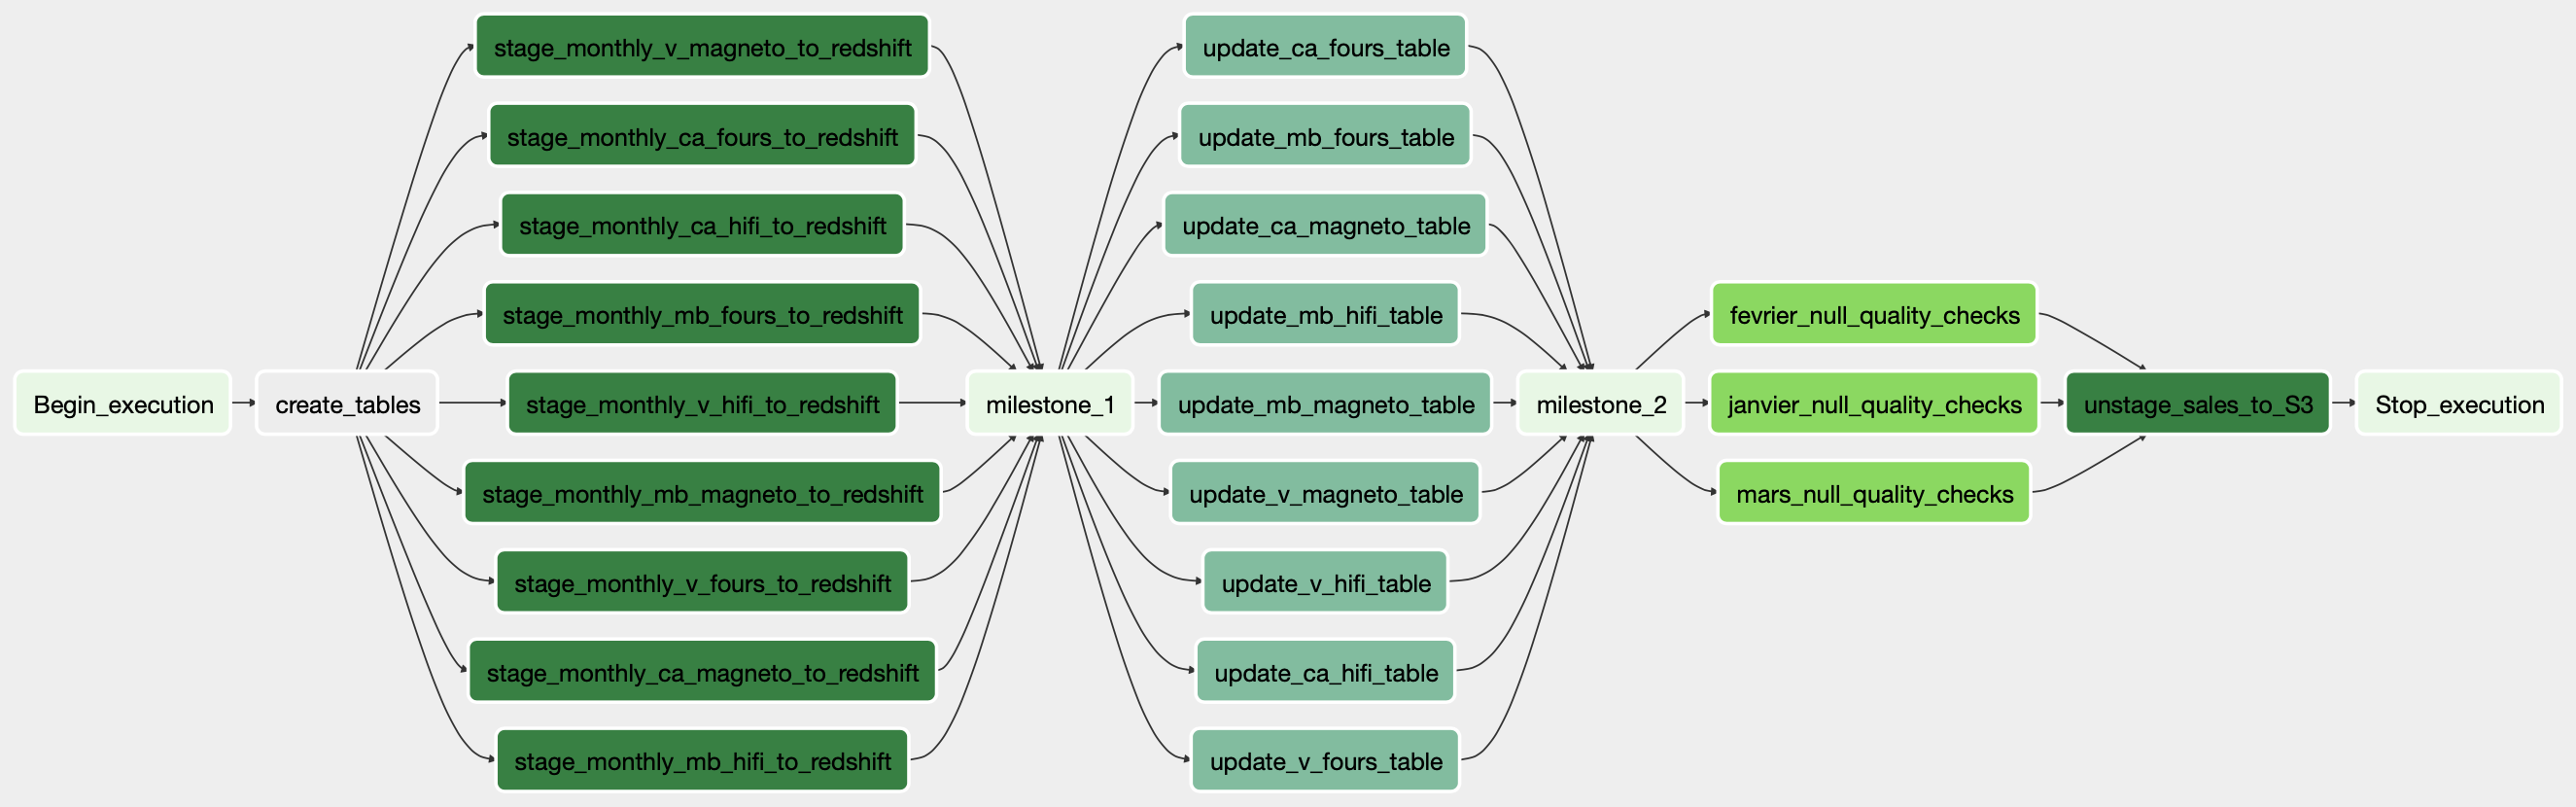 Begin_execution
create_tables
stage_monthly_v_magneto_to_redshift
stage_monthly_ca_fours_to_redshift
stage_monthly_ca_hifi_to_redshift
stage_monthly_mb_fours_to_redshift
stage_monthly_v_hifi_to_redshift
stage_monthly_mb_magneto_to_redshift
stage_monthly_v_fours_to_redshift
stage_monthly_ca_magneto_to_redshift
stage_monthly_mb_hifi_to_redshift
milestone_1
update_ca_fours_table
update_mb_fours_table
update_ca_magneto_table
update_mb_hifi_table
update_mb_magneto_table
update_v_magneto_table
update_v_hifi_table
update_ca_hifi_table
update_v_fours_table
milestone_2
fevrier_null_quality_checks
janvier_null_quality_checks
mars_null_quality_checks
unstage_sales_to_S3
Stop_execution